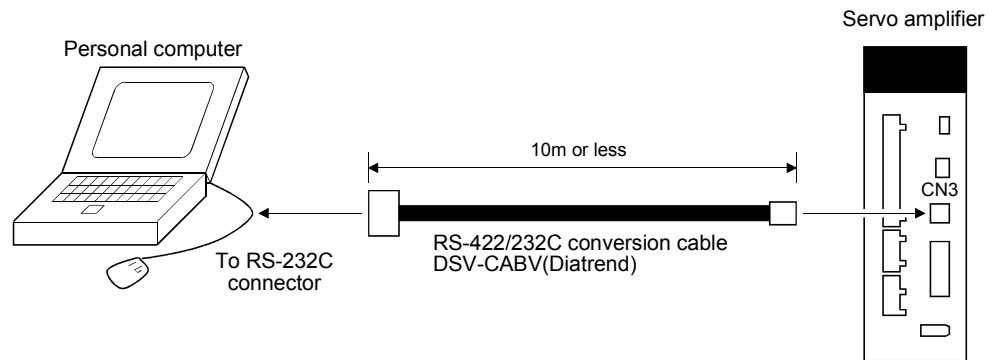 Servo amplifier
Personal computer
10m or less
CN3
RS-422/232C conversion cable
DSV-CABV(Diatrend)
To RS-232C
connector